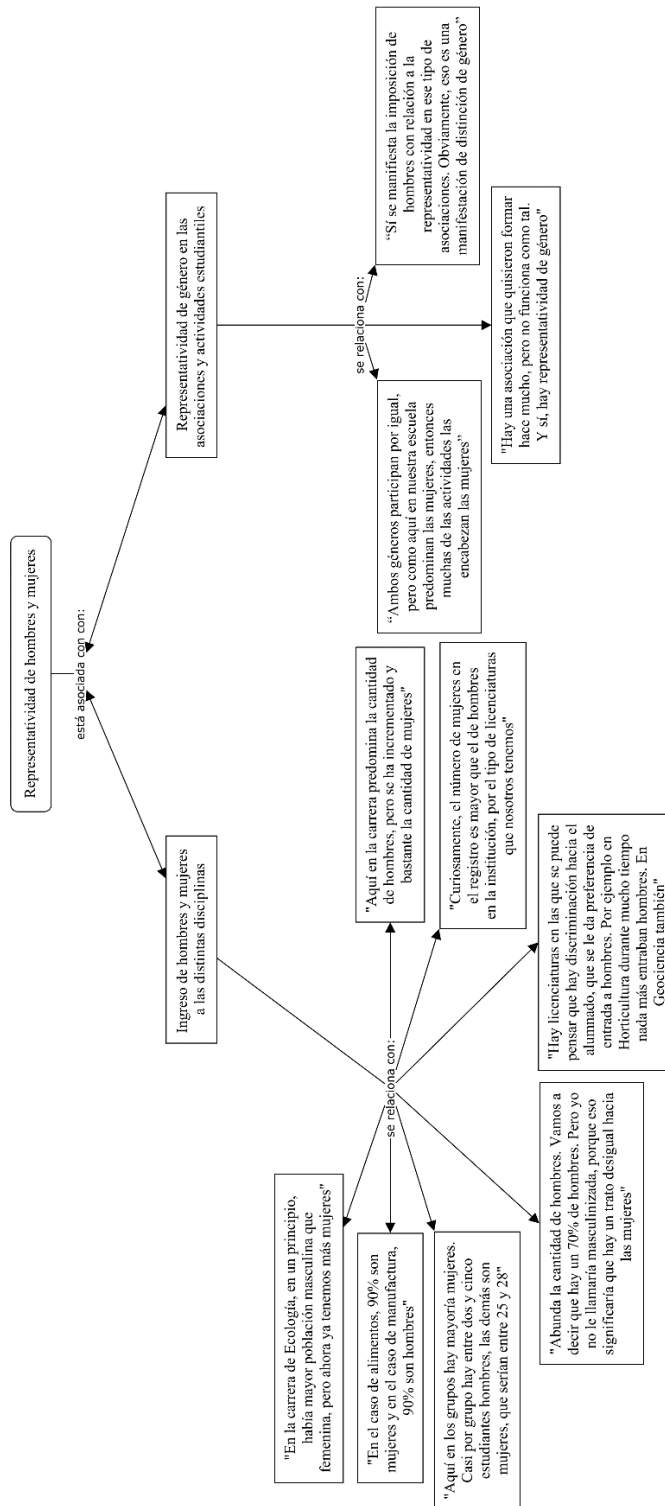 Representatividad de hombres y mujeres
está asociada con con:
Ingreso de hombres y mujeres
a las distintas disciplinas
Representatividad de género en las
asociaciones y actividades estudiantiles
se relaciona con:
"En la carrera de Ecología, en un principio,
había mayor población masculina que
femenina, pero ahora ya tenemos más mujeres"
"En el caso de alimentos, 90% son
mujeres y en el caso de manufactura,
90% son hombres"
"Aquí en los grupos hay mayoría mujeres.
Casi por grupo hay entre dos y cinco
estudiantes hombres, las demás son
mujeres, que serían entre 25 y 28"
"Abunda la cantidad de hombres. Vamos a
decir que hay un 70% de hombres. Pero yo
no le llamaría masculinizada, porque eso
significaría que hay un trato desigual hacia
las mujeres"
"Hay licenciaturas en las que se puede
pensar que hay discriminación hacia el
alumnado, que se le da preferencia de
entrada a hombres. Por ejemplo en
Horticultura durante mucho tiempo
nada más entraban hombres. En
Geociencia también"
"Curiosamente, el número de mujeres en
el registro es mayor que el de hombres
en la institución, por el tipo de licenciaturas
que nosotros tenemos"
"Aquí en la carrera predomina la cantidad
de hombres, pero se ha incrementado y
bastante la cantidad de mujeres"
se relaciona con:
“Ambos géneros participan por igual,
pero como aquí en nuestra escuela
predominan las mujeres, entonces
muchas de las actividades las
encabezan las mujeres”
"Hay una asociación que quisieron formar
hace mucho, pero no funciona como tal.
Y sí, hay representatividad de género"
“Sí se manifiesta la imposición de
hombres con relación a la
representatividad en ese tipo de
asociaciones. Obviamente, eso es una
manifestación de distinción de género”